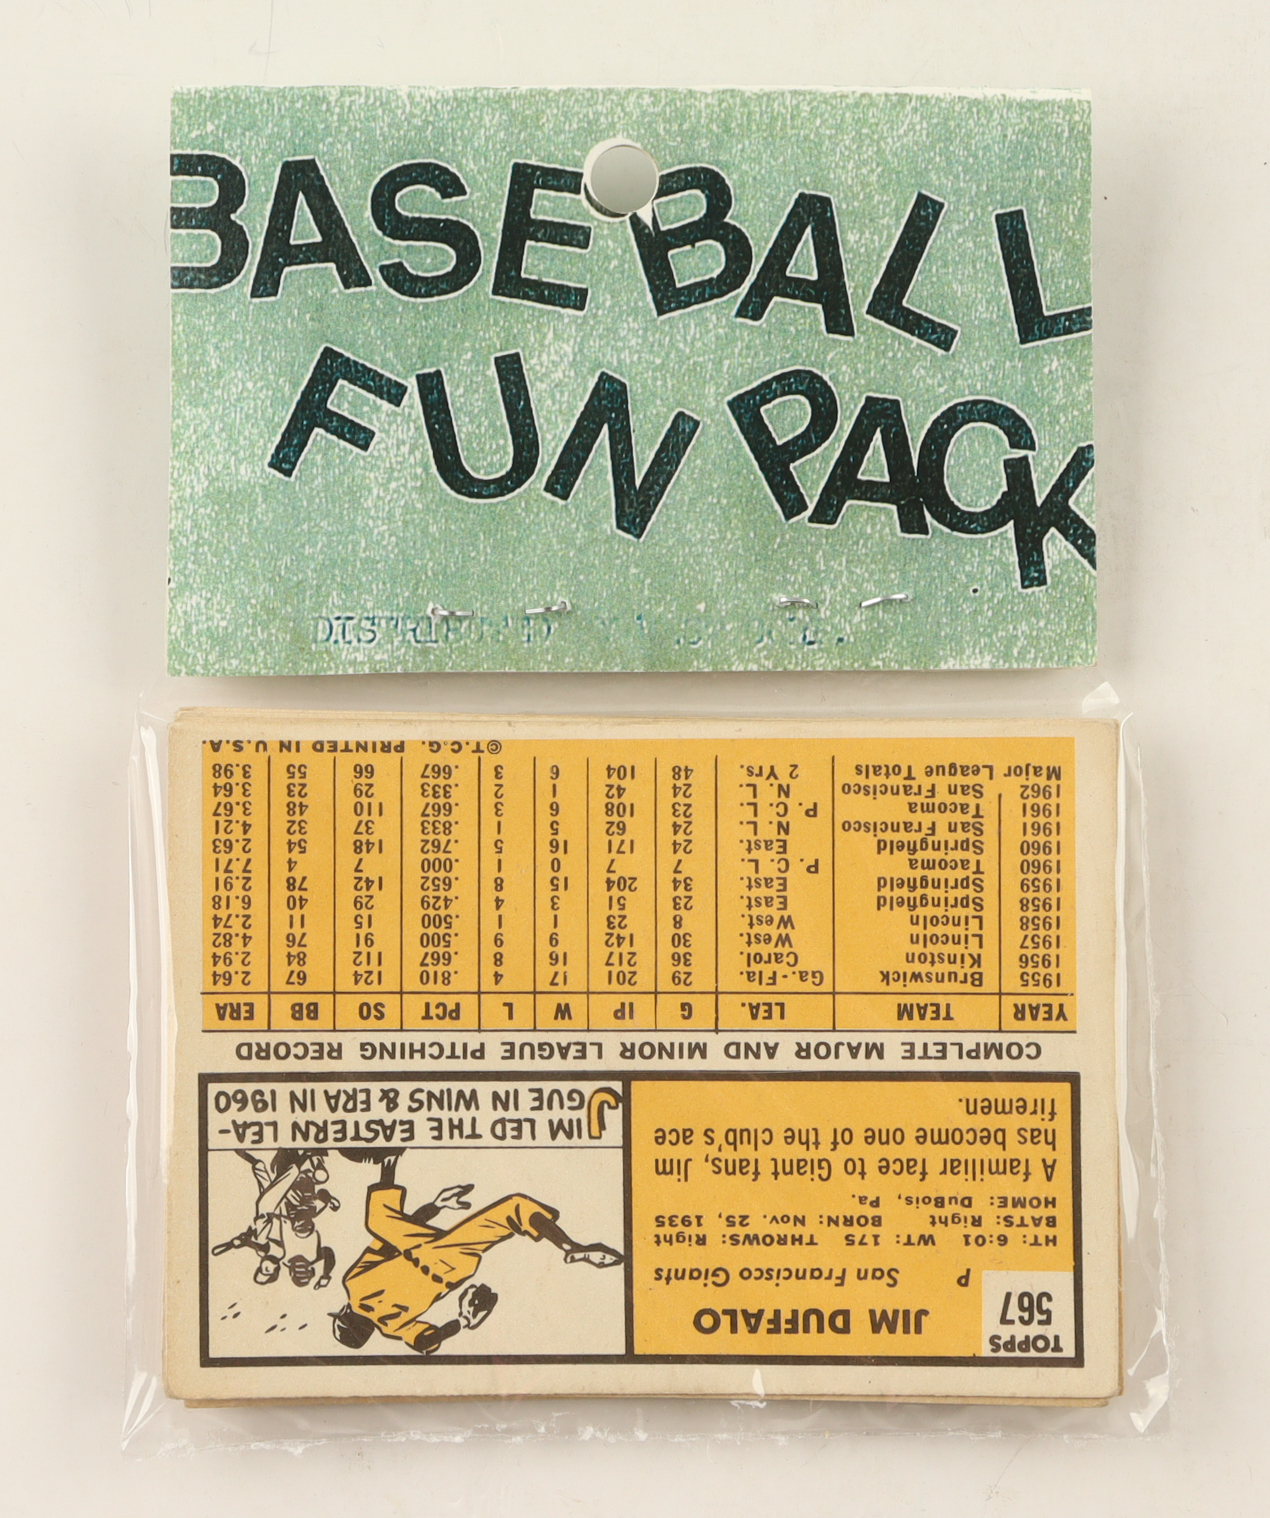 BASEBALL
FUN PACK
TOPPS
567
JIM DUFFALO
P San Francisco Giants
HT: 6:01 WT: 175 THROWS: Right
BATS: Right BORN: Nov. 25, 1935
HOME: DuBois, Pa.
A familiar face to Giant fans, Jim
has become one of the club's ace
firemen.
JIM LED THE EASTERN LEA-
GUE IN WINS & ERA IN 1960
COMPLETE MAJOR AND MINOR LEAGUE PITCHING RECORD
YEAR TEAM LEA. G IP W L PCT SO BB ERA
1955 Brunswick Ga.-Fla. 29 201 17 4 .810 124 67 2.64
1956 Kinston Carol. 36 217 16 8 .667 112 84 2.94
1957 Lincoln West. 30 142 9 9 .500 91 76 4.82
1958 Lincoln West. 8 23 1 1 .500 15 11 2.74
1958 Springfield East. 23 51 3 4 .429 29 40 6.18
1959 Springfield East. 34 204 15 8 .652 142 78 2.91
1960 Tacoma P. C. L. 7 7 0 1 .000 7 4 7.71
1960 Springfield East. 24 171 16 5 .762 148 54 2.63
1961 San Francisco N. L. 24 62 5 1 .833 37 32 4.21
1961 Tacoma P. C. L. 23 108 6 3 .667 110 48 3.67
1962 San Francisco N. L. 24 42 1 2 .333 29 23 3.64
Major League Totals 2 Yrs. 48 104 6 3 .667 66 55 3.98
©T.C.G. PRINTED IN U.S.A.